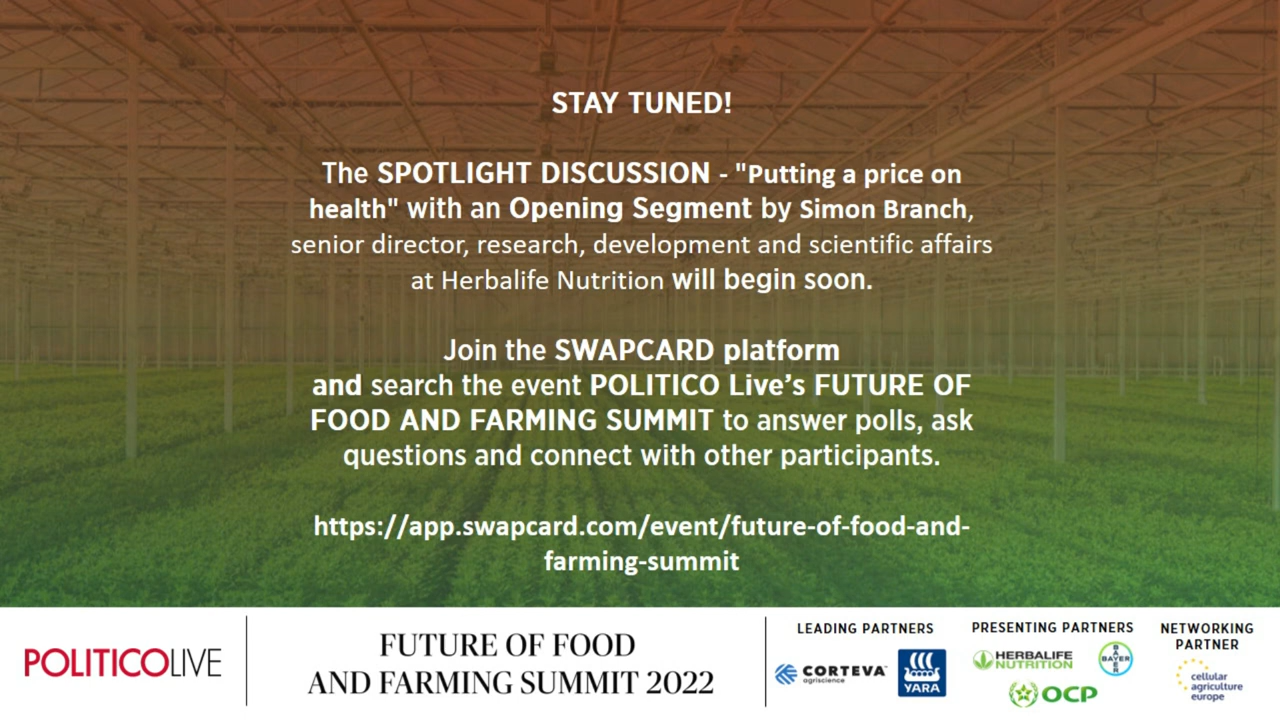 STAY TUNED!
The SPOTLIGHT DISCUSSION - "Putting a price on
health" with an Opening Segment by Simon Branch,
senior director, research, development and scientific affairs
at Herbalife Nutrition will begin soon.
Join the SWAPCARD platform
and search the event POLITICO Live’s FUTURE OF
FOOD AND FARMING SUMMIT to answer polls, ask
questions and connect with other participants.
https://app.swapcard.com/event/future-of-food-and-
farming-summit
POLITICOLIVE
FUTURE OF FOOD
AND FARMING SUMMIT 2022
LEADING PARTNERS
CORTEVA
agriscience
YARA
PRESENTING PARTNERS
HERBALIFE
NUTRITION
BAYER
OCP
NETWORKING
PARTNER
cellular
agriculture
europe